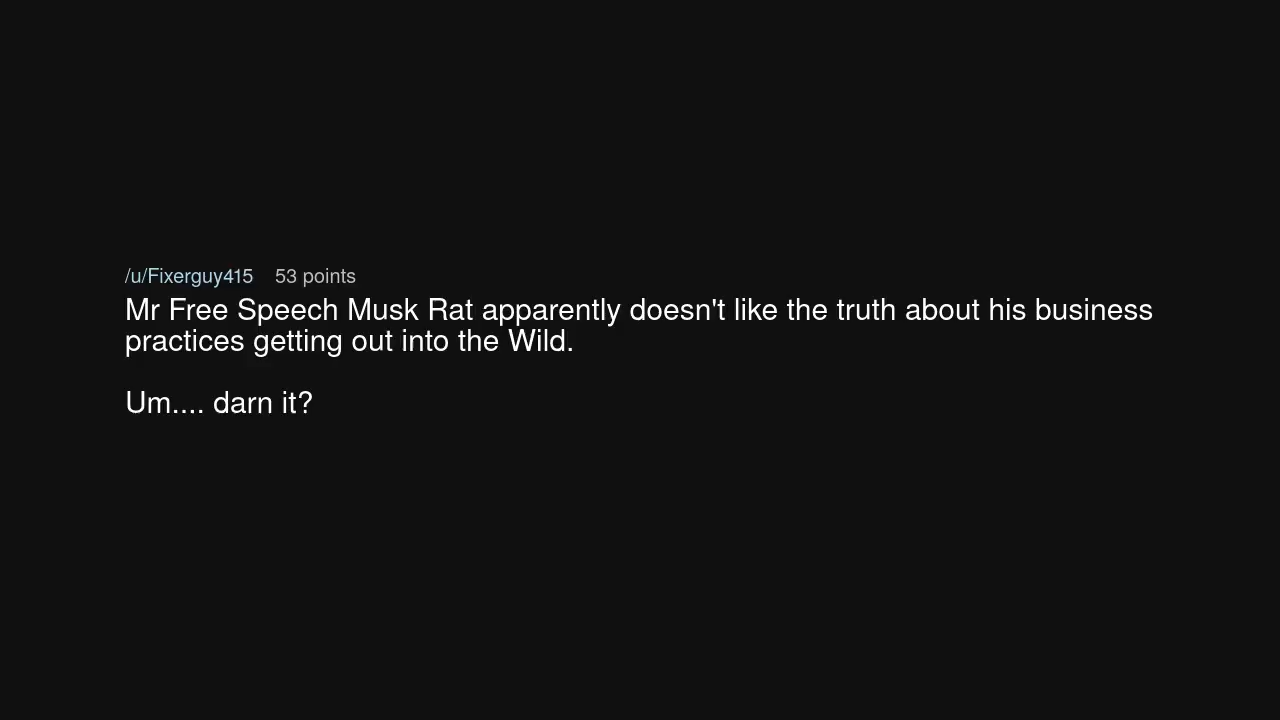 /u/Fixerguy415 53 points
Mr Free Speech Musk Rat apparently doesn't like the truth about his business
practices getting out into the Wild.
Um.... darn it?